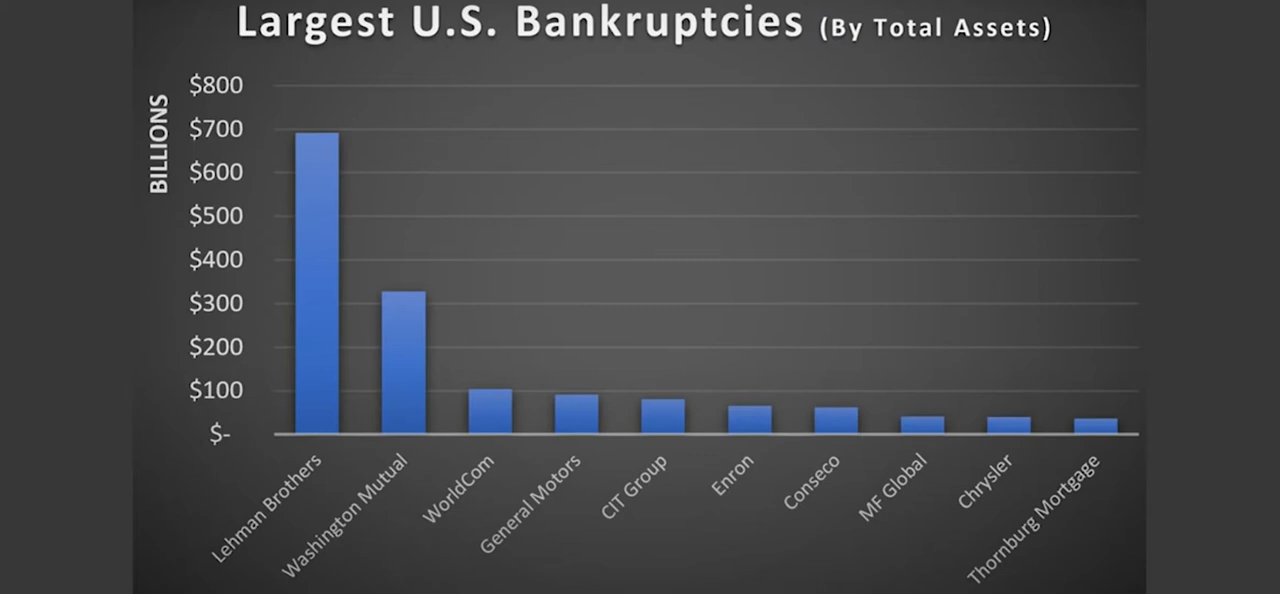 Largest U.S. Bankruptcies (By Total Assets)
BILLIONS
$800
$700
$600
$500
$400
$300
$200
$100
$-
Lehman Brothers
Washington Mutual
WorldCom
General Motors
CIT Group
Enron
Conseco
MF Global
Chrysler
Thornburg Mortgage